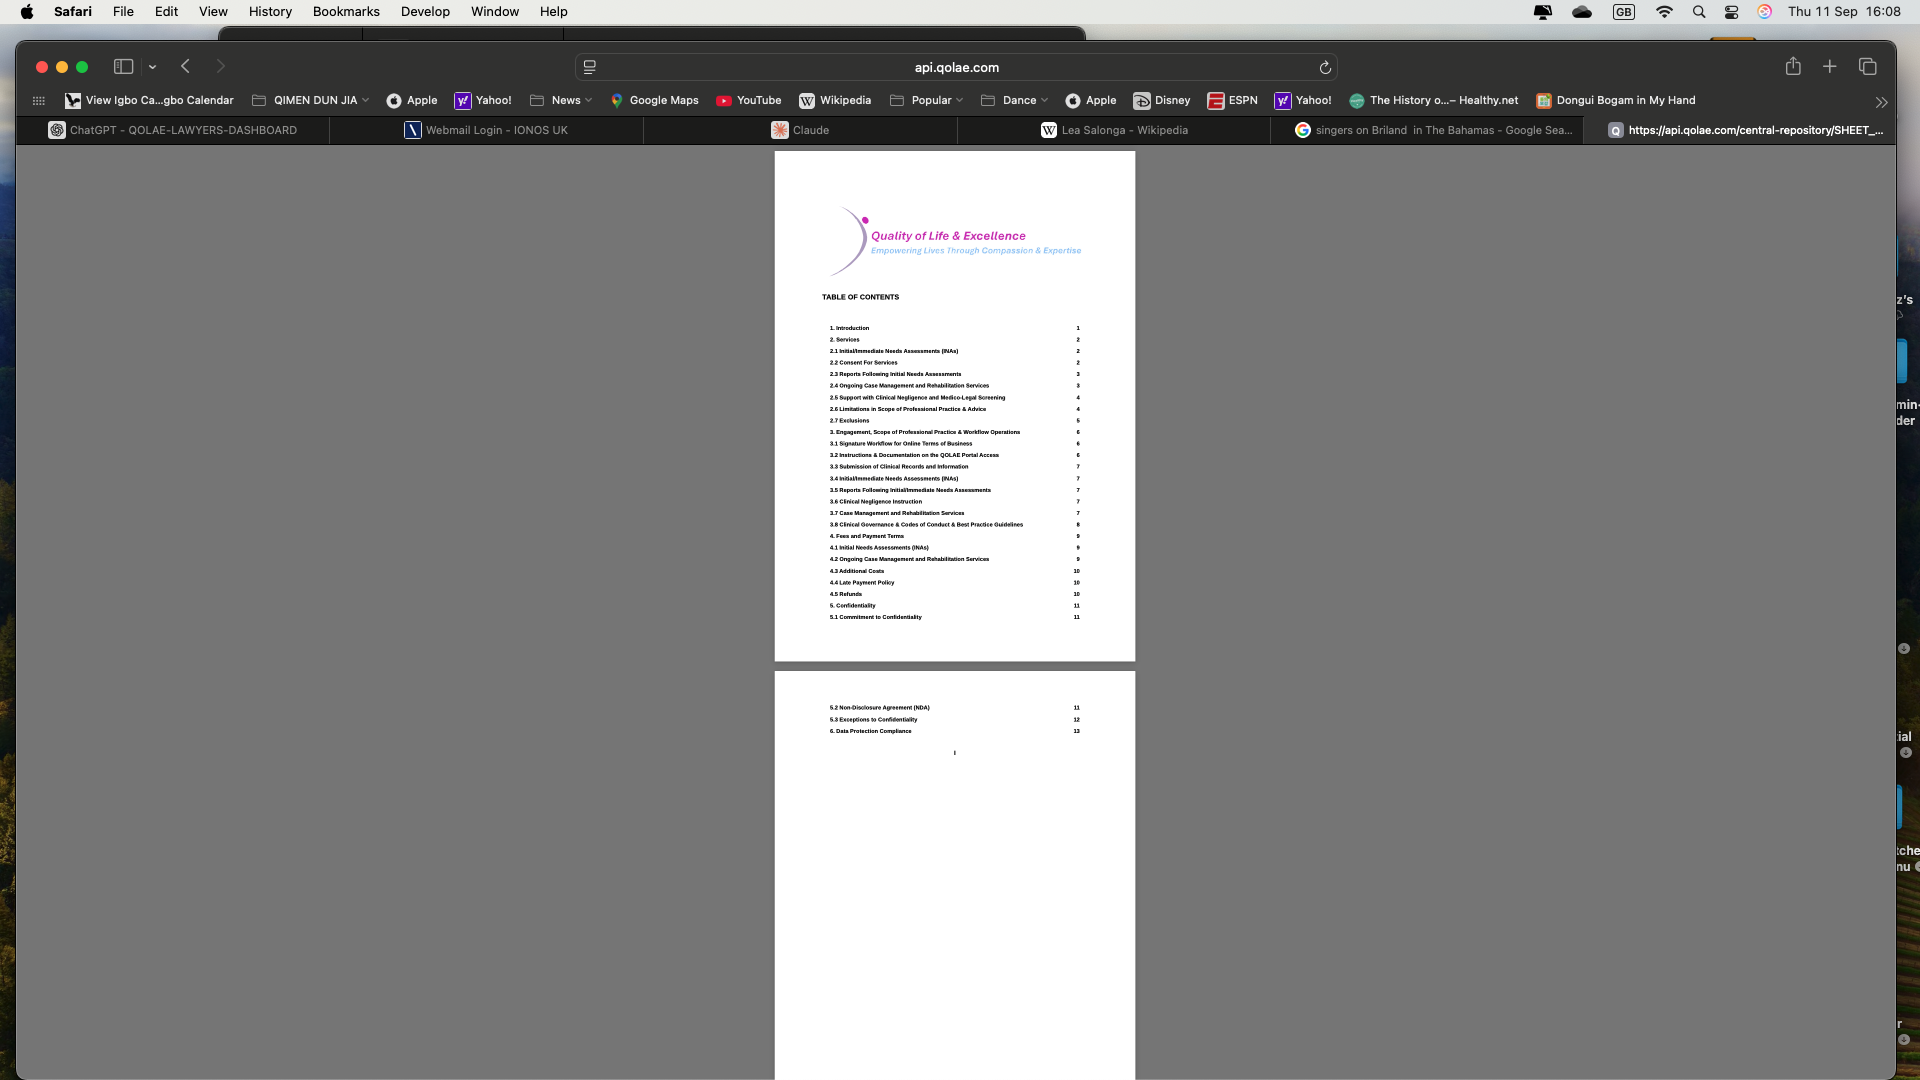 Safari File Edit View History Bookmarks Develop Window Help GB Thu 11 Sep 16:08
api.qolae.com
View Igbo Ca...gbo Calendar QIMEN DUN JIA Apple Yahoo! News Google Maps YouTube Wikipedia Popular Dance Apple Disney ESPN Yahoo! The History o...– Healthy.net Dongui Bogam in My Hand
ChatGPT - QOLAE-LAWYERS-DASHBOARD Webmail Login - IONOS UK Claude Lea Salonga - Wikipedia singers on Briland in The Bahamas - Google Sea... https://api.qolae.com/central-repository/SHEET_...
Quality of Life & Excellence
Empowering Lives Through Compassion & Expertise
TABLE OF CONTENTS
1. Introduction 1
2. Services 2
2.1 Initial/Immediate Needs Assessments (INAs) 2
2.2 Consent For Services 2
2.3 Reports Following Initial Needs Assessments 3
2.4 Ongoing Case Management and Rehabilitation Services 3
2.5 Support with Clinical Negligence and Medico-Legal Screening 4
2.6 Limitations in Scope of Professional Practice & Advice 4
2.7 Exclusions 5
3. Engagement, Scope of Professional Practice & Workflow Operations 6
3.1 Signature Workflow for Online Terms of Business 6
3.2 Instructions & Documentation on the QOLAE Portal Access 6
3.3 Submission of Clinical Records and Information 7
3.4 Initial/Immediate Needs Assessments (INAs) 7
3.5 Reports Following Initial/Immediate Needs Assessments 7
3.6 Clinical Negligence Instruction 7
3.7 Case Management and Rehabilitation Services 7
3.8 Clinical Governance & Codes of Conduct & Best Practice Guidelines 8
4. Fees and Payment Terms 9
4.1 Initial Needs Assessments (INAs) 9
4.2 Ongoing Case Management and Rehabilitation Services 9
4.3 Additional Costs 10
4.4 Late Payment Policy 10
4.5 Refunds 10
5. Confidentiality 11
5.1 Commitment to Confidentiality 11
5.2 Non-Disclosure Agreement (NDA) 11
5.3 Exceptions to Confidentiality 12
6. Data Protection Compliance 13
I
z's
min-
der
ial
tche
nu
r